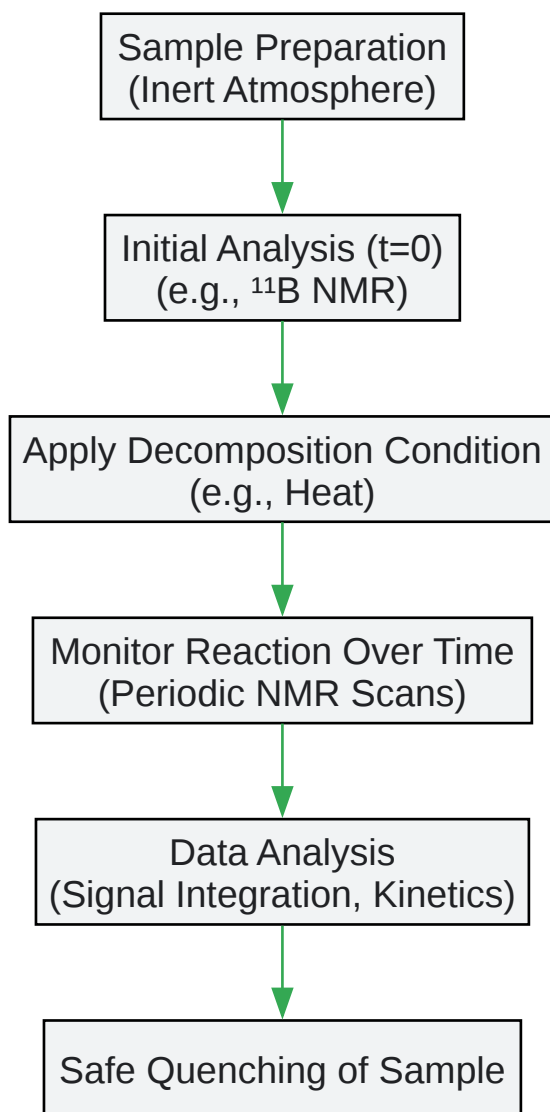 Sample Preparation
(Inert Atmosphere)
Initial Analysis (t=0)
(e.g., ¹¹B NMR)
Apply Decomposition Condition
(e.g., Heat)
Monitor Reaction Over Time
(Periodic NMR Scans)
Data Analysis
(Signal Integration, Kinetics)
Safe Quenching of Sample